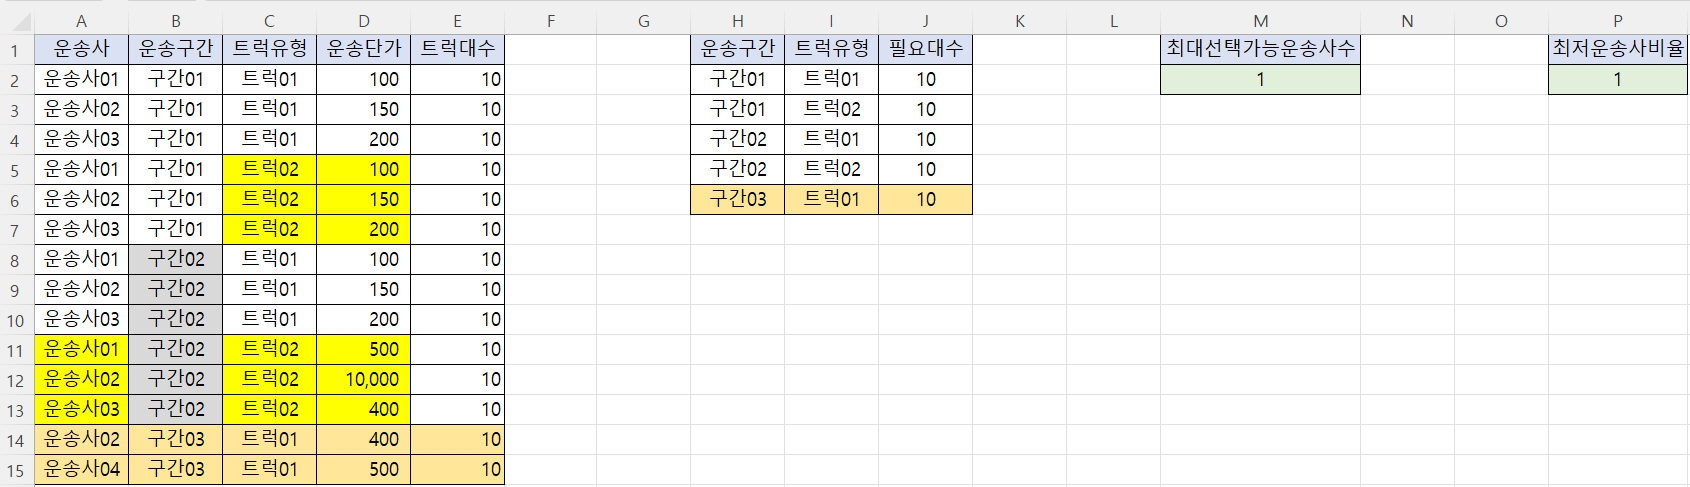 A B C D E F G H I J K L M N O P
1 운송사 운송구간 트럭유형 운송단가 트럭대수 운송구간 트럭유형 필요대수 최대선택가능운송사수 최저운송사비율
2 운송사01 구간01 트럭01 100 10 구간01 트럭01 10 1 1
3 운송사02 구간01 트럭01 150 10 구간01 트럭02 10
4 운송사03 구간01 트럭01 200 10 구간02 트럭01 10
5 운송사01 구간01 트럭02 100 10 구간02 트럭02 10
6 운송사02 구간01 트럭02 150 10 구간03 트럭01 10
7 운송사03 구간01 트럭02 200 10
8 운송사01 구간02 트럭01 100 10
9 운송사02 구간02 트럭01 150 10
10 운송사03 구간02 트럭01 200 10
11 운송사01 구간02 트럭02 500 10
12 운송사02 구간02 트럭02 10,000 10
13 운송사03 구간02 트럭02 400 10
14 운송사02 구간03 트럭01 400 10
15 운송사04 구간03 트럭01 500 10